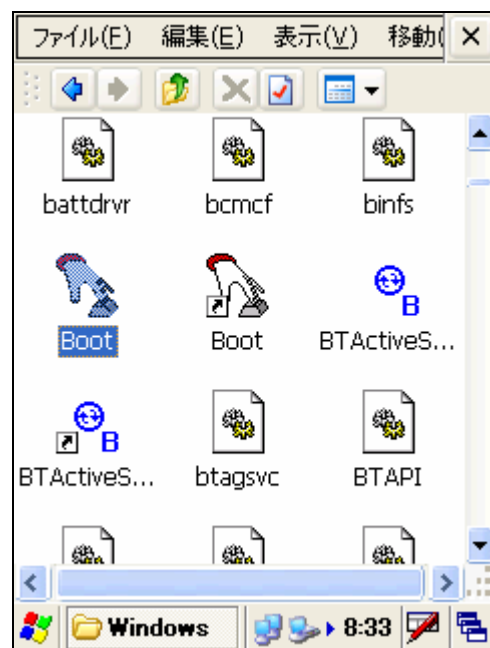 ファイル(F) 編集(E) 表示(V) 移動(
battdrvr bcmcf binfs
Boot Boot BTActiveS...
BTActiveS... btagsvc BTAPI
Windows 8:33